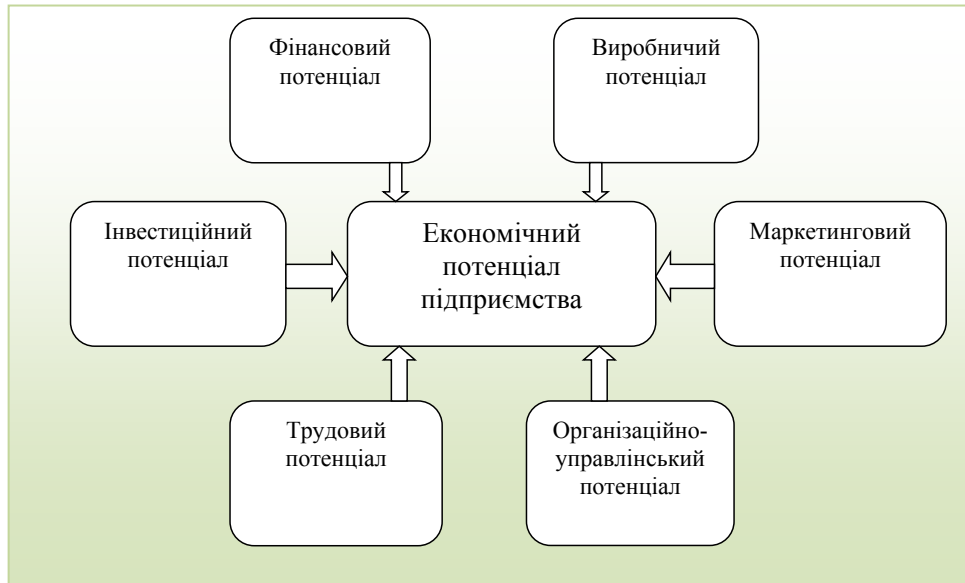 Фінансовий
потенціал
Виробничий
потенціал
Інвестиційний
потенціал
Економічний
потенціал
підприємства
Маркетинговий
потенціал
Трудовий
потенціал
Організаційно-
управлінський
потенціал